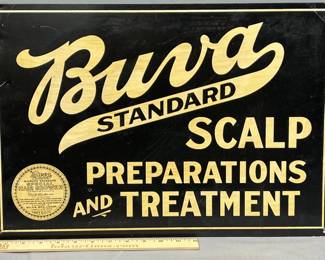 Buva
STANDARD
SCALP
PREPARATIONS
AND TREATMENT